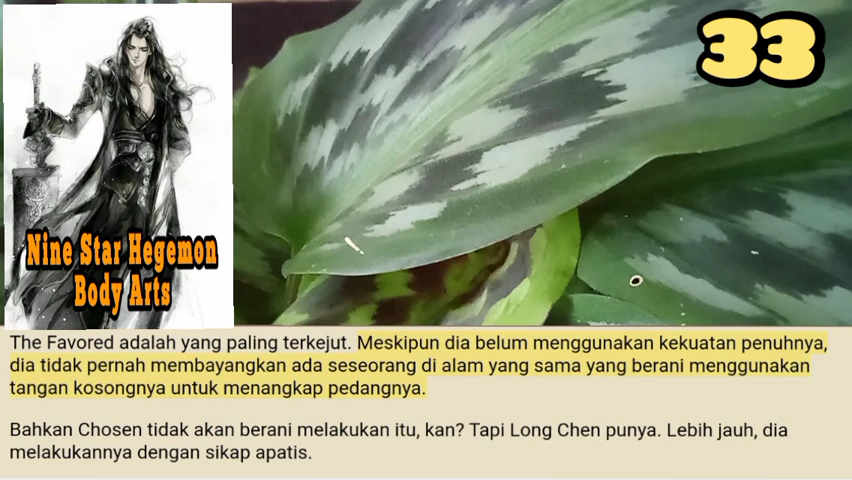 33
Nine Star Hegemon
Body Arts
The Favored adalah yang paling terkejut. Meskipun dia belum menggunakan kekuatan penuhnya,
dia tidak pernah membayangkan ada seseorang di alam yang sama yang berani menggunakan
tangan kosongnya untuk menangkap pedangnya.
Bahkan Chosen tidak akan berani melakukan itu, kan? Tapi Long Chen punya. Lebih jauh, dia
melakukannya dengan sikap apatis.